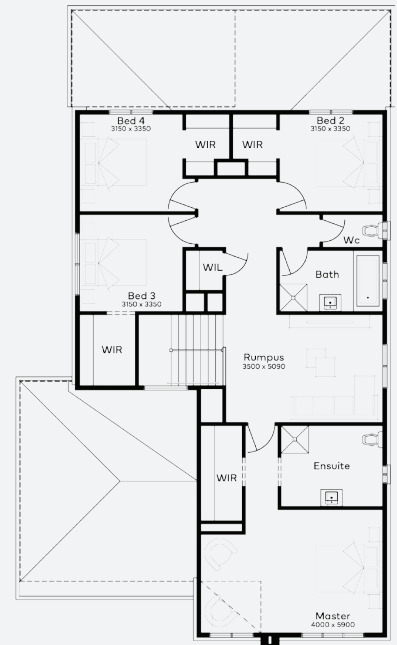 Bed 4
3150 x 3350
Bed 2
3150 x 3350
WIR
WIR
Wc
WIL
Bath
Bed 3
3150 x 3350
WIR
Rumpus
3500 x 5090
WIR
Ensuite
Master
4000 x 5900